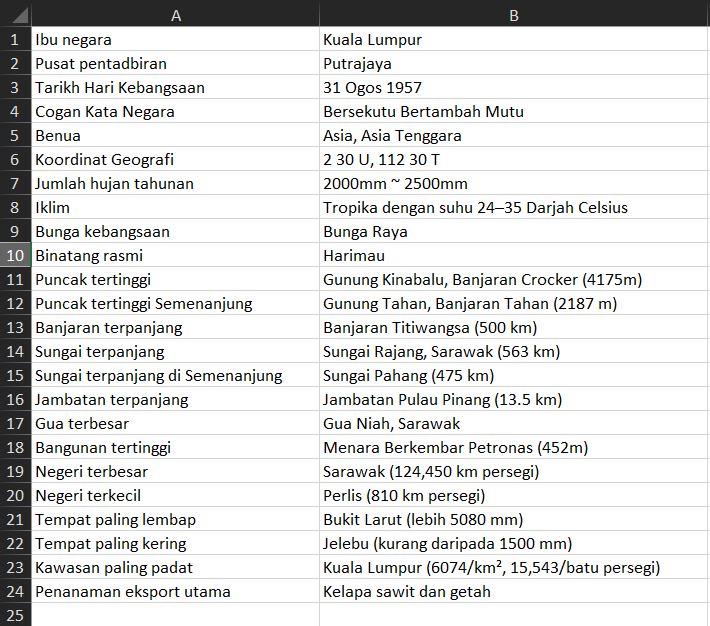 A B
1 Ibu negara Kuala Lumpur
2 Pusat pentadbiran Putrajaya
3 Tarikh Hari Kebangsaan 31 Ogos 1957
4 Cogan Kata Negara Bersekutu Bertambah Mutu
5 Benua Asia, Asia Tenggara
6 Koordinat Geografi 2 30 U, 112 30 T
7 Jumlah hujan tahunan 2000mm ~ 2500mm
8 Iklim Tropika dengan suhu 24–35 Darjah Celsius
9 Bunga kebangsaan Bunga Raya
10 Binatang rasmi Harimau
11 Puncak tertinggi Gunung Kinabalu, Banjaran Crocker (4175m)
12 Puncak tertinggi Semenanjung Gunung Tahan, Banjaran Tahan (2187 m)
13 Banjaran terpanjang Banjaran Titiwangsa (500 km)
14 Sungai terpanjang Sungai Rajang, Sarawak (563 km)
15 Sungai terpanjang di Semenanjung Sungai Pahang (475 km)
16 Jambatan terpanjang Jambatan Pulau Pinang (13.5 km)
17 Gua terbesar Gua Niah, Sarawak
18 Bangunan tertinggi Menara Berkembar Petronas (452m)
19 Negeri terbesar Sarawak (124,450 km persegi)
20 Negeri terkecil Perlis (810 km persegi)
21 Tempat paling lembap Bukit Larut (lebih 5080 mm)
22 Tempat paling kering Jelebu (kurang daripada 1500 mm)
23 Kawasan paling padat Kuala Lumpur (6074/km², 15,543/batu persegi)
24 Penanaman eksport utama Kelapa sawit dan getah
25